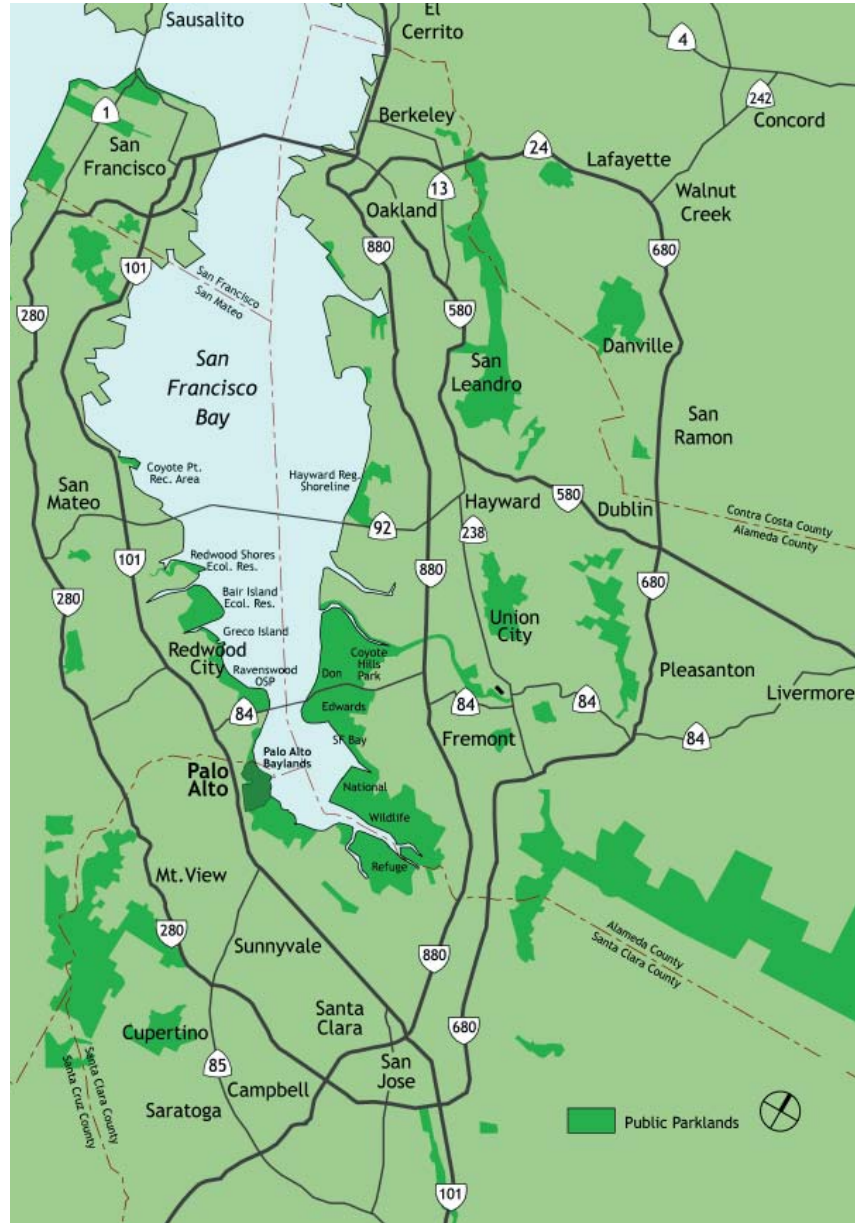 Sausalito
El
Cerrito
4
242
Concord
1
Berkeley
San
Francisco
24
Lafayette
13
Walnut
Creek
Oakland
880
680
101
San Francisco
San Mateo
280
580
San
Francisco
Bay
Danville
San
Leandro
San
Ramon
Coyote Pt.
Rec. Area
Hayward Reg.
Shoreline
San
Mateo
Hayward
580
Dublin
Contra Costa County
Alameda County
92
238
101
Redwood Shores
Ecol. Res.
880
680
280
Bair Island
Ecol. Res.
Union
City
Greco Island
Redwood
City
Coyote
Hills
Park
Ravenswood
OSP
Don
Pleasanton
Livermore
84
Edwards
84
84
84
SF Bay
Fremont
Palo Alto
Baylands
Palo
Alto
National
Wildlife
Refuge
Mt.View
280
Sunnyvale
880
Alameda County
Santa Clara County
Santa
Clara
680
Cupertino
Santa Clara County
Santa Cruz County
85
San
Jose
Campbell
Saratoga
Public Parklands
101